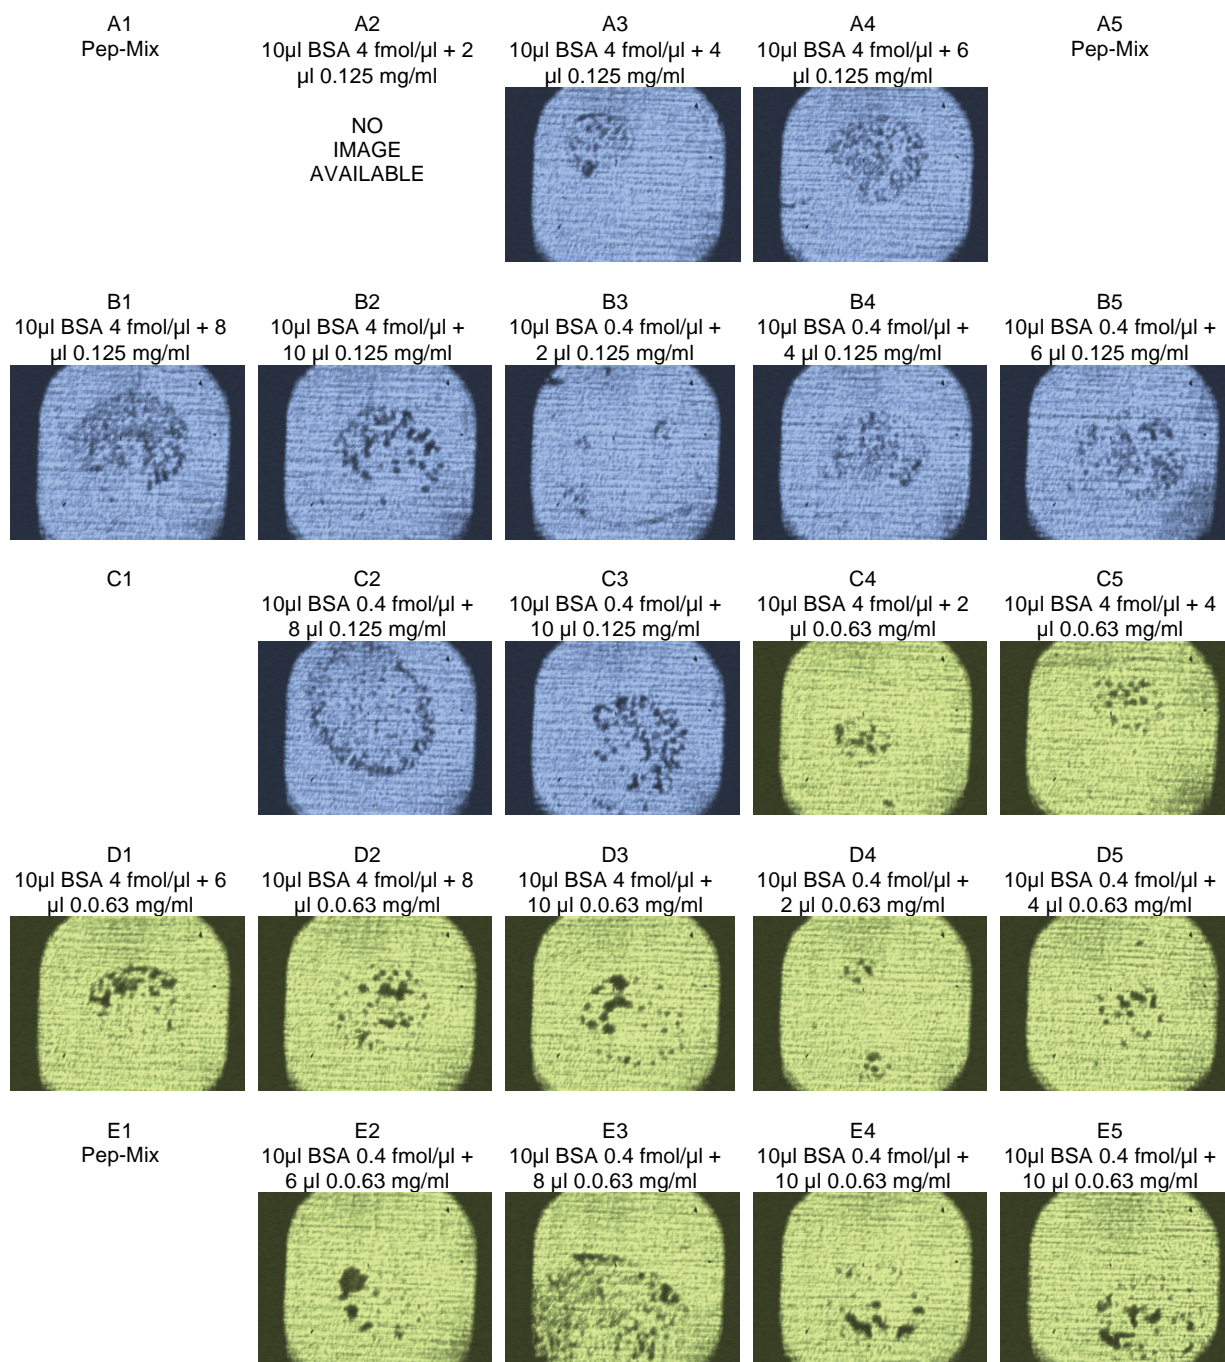 A1
Pep-Mix
A2
10µl BSA 4 fmol/µl + 2
µl 0.125 mg/ml
NO
IMAGE
AVAILABLE
A3
10µl BSA 4 fmol/µl + 4
µl 0.125 mg/ml
A4
10µl BSA 4 fmol/µl + 6
µl 0.125 mg/ml
A5
Pep-Mix
B1
10µl BSA 4 fmol/µl + 8
µl 0.125 mg/ml
B2
10µl BSA 4 fmol/µl +
10 µl 0.125 mg/ml
B3
10µl BSA 0.4 fmol/µl +
2 µl 0.125 mg/ml
B4
10µl BSA 0.4 fmol/µl +
4 µl 0.125 mg/ml
B5
10µl BSA 0.4 fmol/µl +
6 µl 0.125 mg/ml
C1
C2
10µl BSA 0.4 fmol/µl +
8 µl 0.125 mg/ml
C3
10µl BSA 0.4 fmol/µl +
10 µl 0.125 mg/ml
C4
10µl BSA 4 fmol/µl + 2
µl 0.0.63 mg/ml
C5
10µl BSA 4 fmol/µl + 4
µl 0.0.63 mg/ml
D1
10µl BSA 4 fmol/µl + 6
µl 0.0.63 mg/ml
D2
10µl BSA 4 fmol/µl + 8
µl 0.0.63 mg/ml
D3
10µl BSA 4 fmol/µl +
10 µl 0.0.63 mg/ml
D4
10µl BSA 0.4 fmol/µl +
2 µl 0.0.63 mg/ml
D5
10µl BSA 0.4 fmol/µl +
4 µl 0.0.63 mg/ml
E1
Pep-Mix
E2
10µl BSA 0.4 fmol/µl +
6 µl 0.0.63 mg/ml
E3
10µl BSA 0.4 fmol/µl +
8 µl 0.0.63 mg/ml
E4
10µl BSA 0.4 fmol/µl +
10 µl 0.0.63 mg/ml
E5
10µl BSA 0.4 fmol/µl +
10 µl 0.0.63 mg/ml